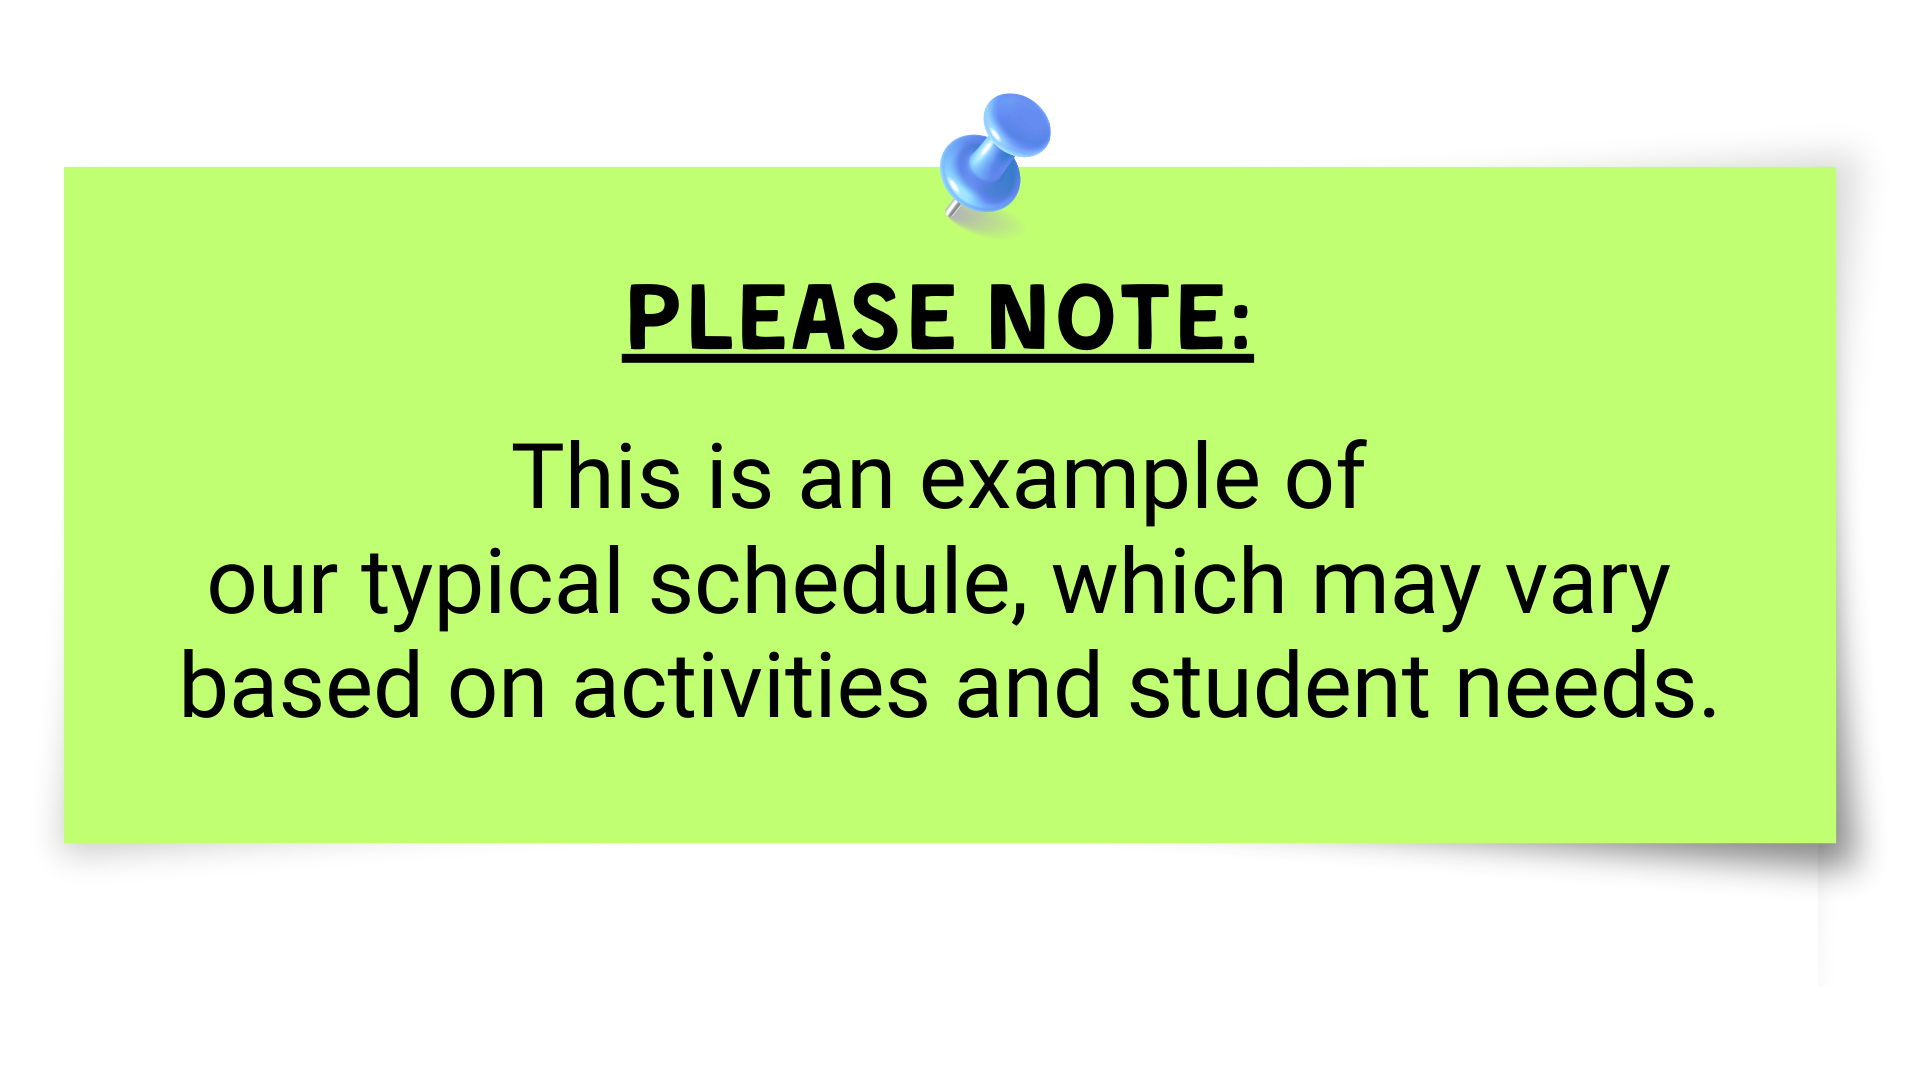 PLEASE NOTE:
This is an example of
our typical schedule, which may vary
based on activities and student needs.